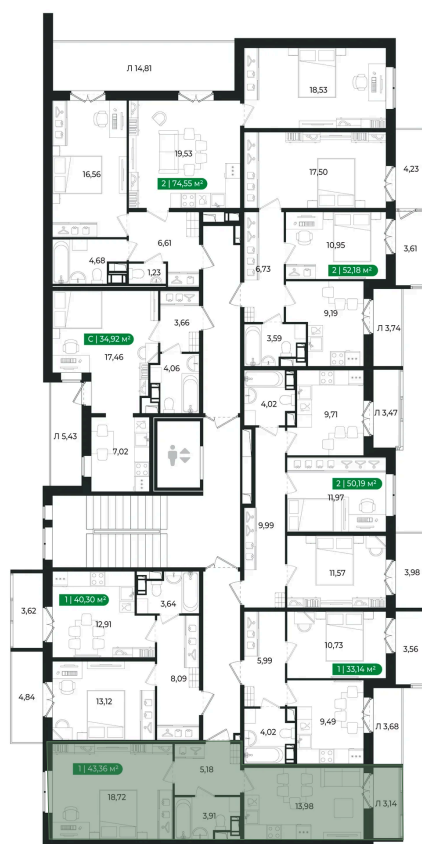 Л 14,81
18,53
16,56
19,53
2 | 74,55 м²
17,50
4,23
6,61
10,95
3,61
4,68
1,23
6,73
2 | 52,18 м²
9,19
3,66
3,59
Л 3,74
С | 34,92 м²
17,46
4,06
4,02
9,71
Л 3,47
Л 5,43
7,02
2 | 50,19 м²
11,97
9,99
11,57
3,98
3,62
1 | 40,30 м²
3,64
12,91
10,73
3,56
5,99
1 | 33,14 м²
8,09
4,84
13,12
9,49
Л 3,68
4,02
1 | 43,36 м²
5,18
18,72
3,91
13,98
Л 3,14